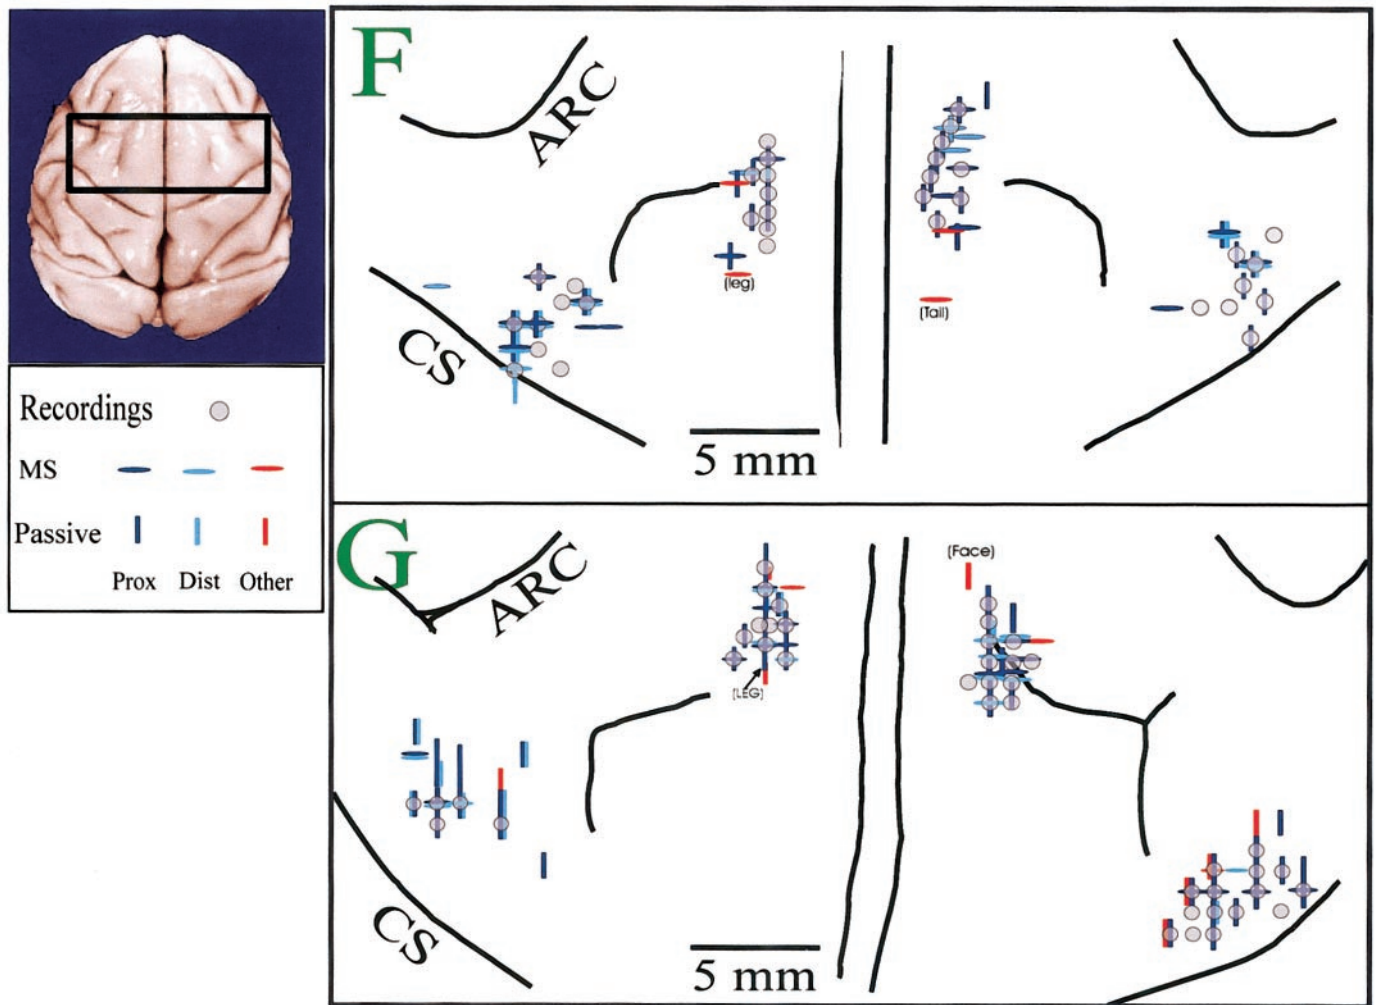 F
ARC
CS
(leg)
(Tail)
5 mm
Recordings
MS
Passive
Prox Dist Other
G
ARC
CS
(LEG)
(Face)
5 mm